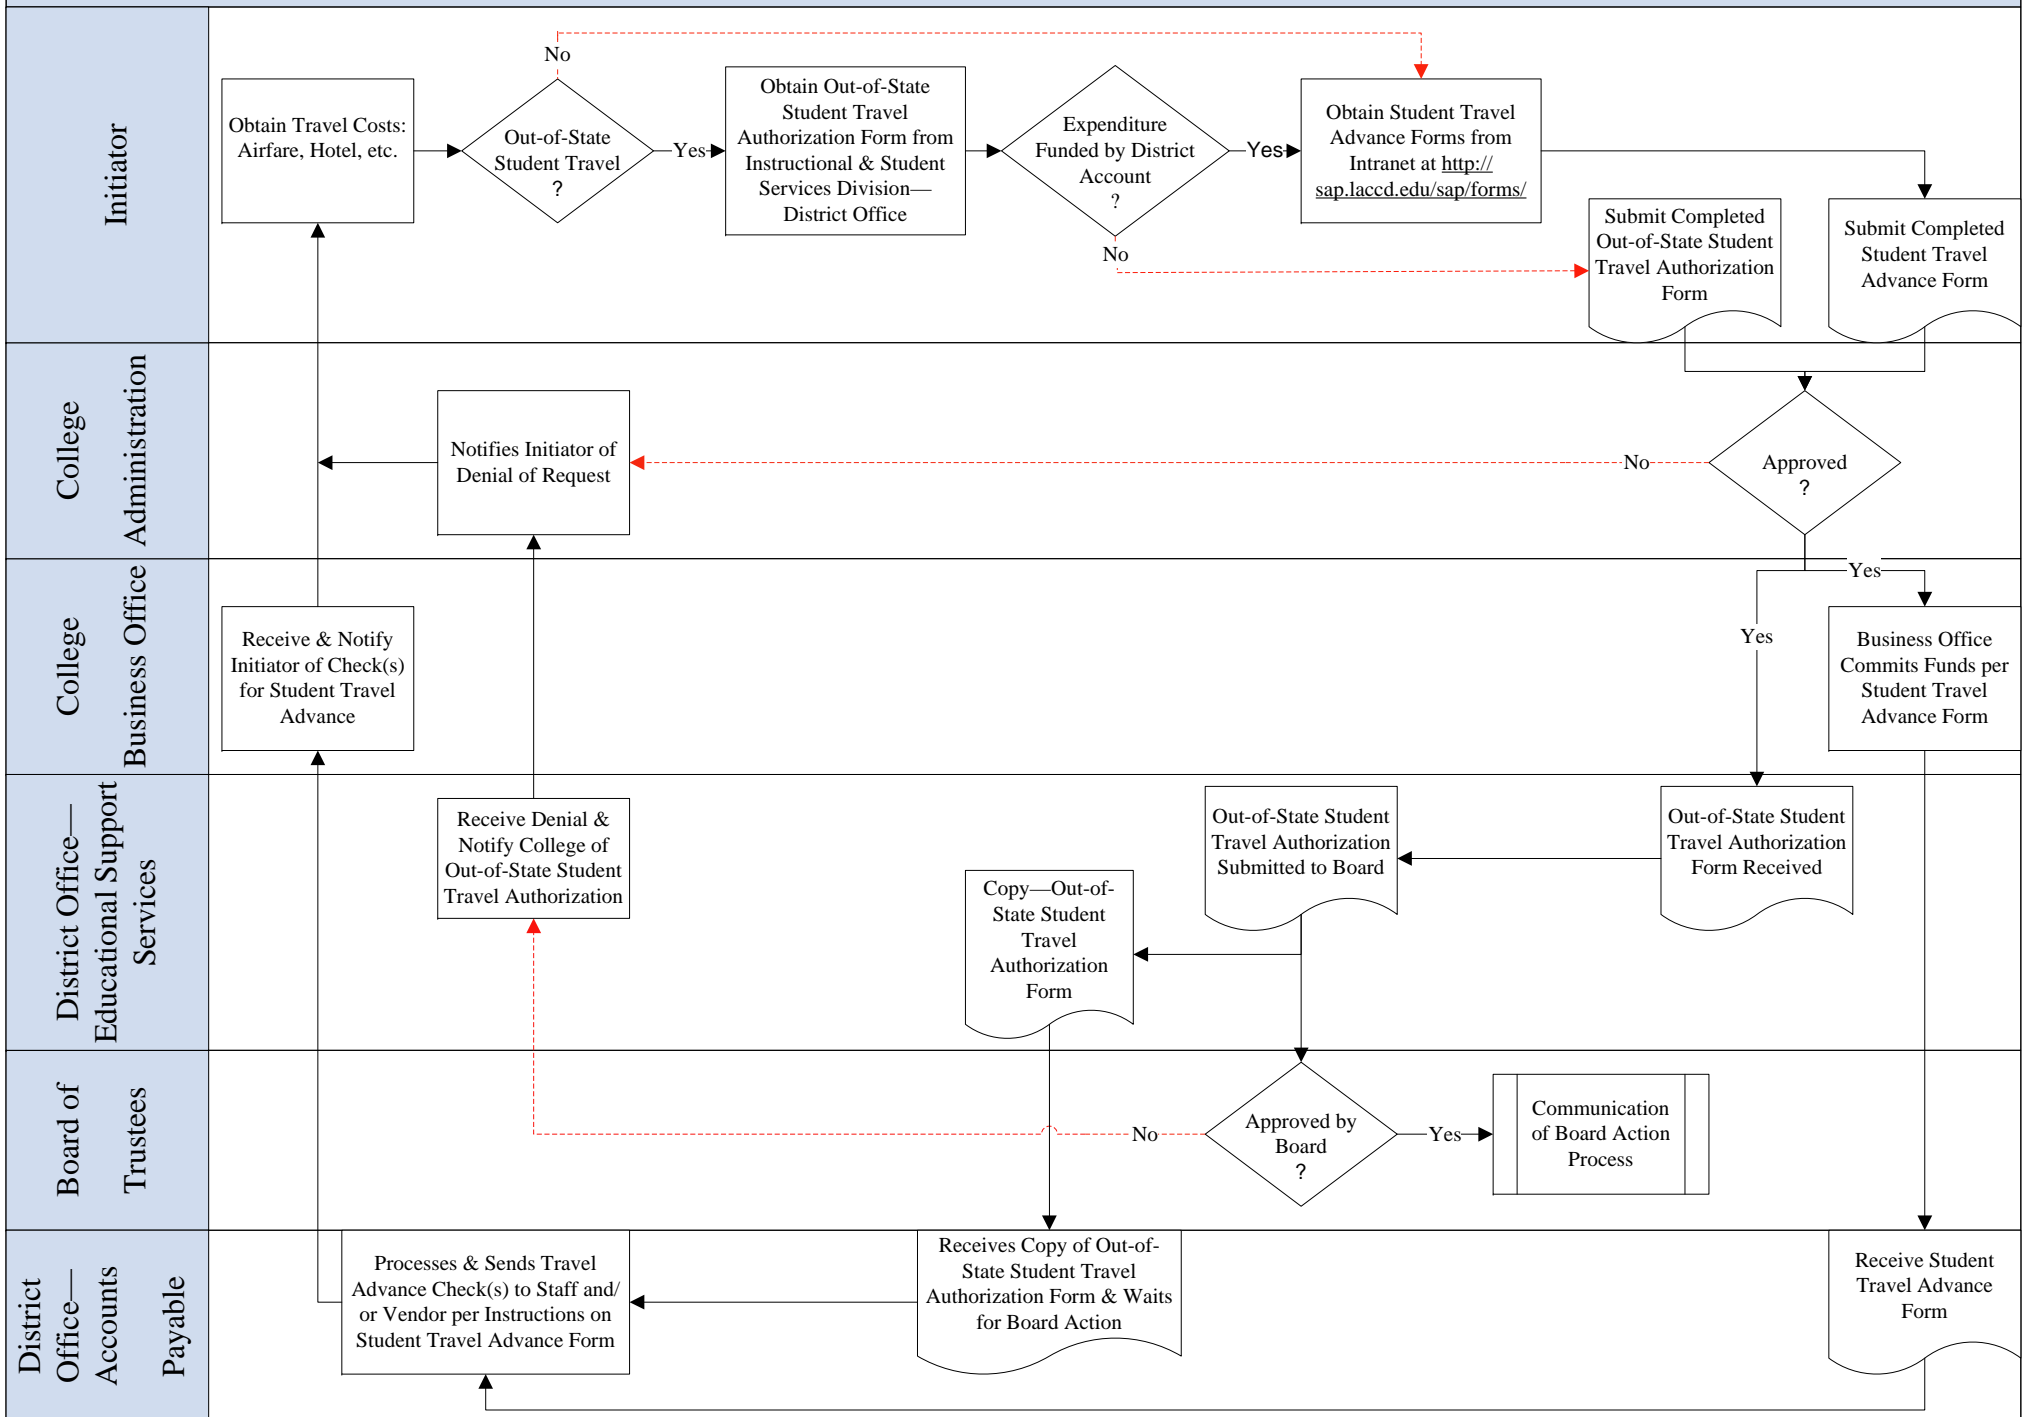 Initiator
Obtain Travel Costs:
Airfare, Hotel, etc.
No
Out-of-State
Student Travel
?
Yes
Obtain Out-of-State
Student Travel
Authorization Form from
Instructional & Student
Services Division—
District Office
Expenditure
Funded by District
Account
?
Yes
No
Obtain Student Travel
Advance Forms from
Intranet at http://
sap.laccd.edu/sap/forms/
Submit Completed
Out-of-State Student
Travel Authorization
Form
Submit Completed
Student Travel
Advance Form
College
Administration
Notifies Initiator of
Denial of Request
No
Approved
?
Yes
Yes
College
Business Office
Receive & Notify
Initiator of Check(s)
for Student Travel
Advance
Business Office
Commits Funds per
Student Travel
Advance Form
District Office—
Educational Support
Services
Receive Denial &
Notify College of
Out-of-State Student
Travel Authorization
Copy—Out-of-
State Student
Travel
Authorization
Form
Out-of-State Student
Travel Authorization
Submitted to Board
Out-of-State Student
Travel Authorization
Form Received
Board of
Trustees
No
Approved by
Board
?
Yes
Communication
of Board Action
Process
District
Office—
Accounts
Payable
Processes & Sends Travel
Advance Check(s) to Staff and/
or Vendor per Instructions on
Student Travel Advance Form
Receives Copy of Out-of-
State Student Travel
Authorization Form & Waits
for Board Action
Receive Student
Travel Advance
Form